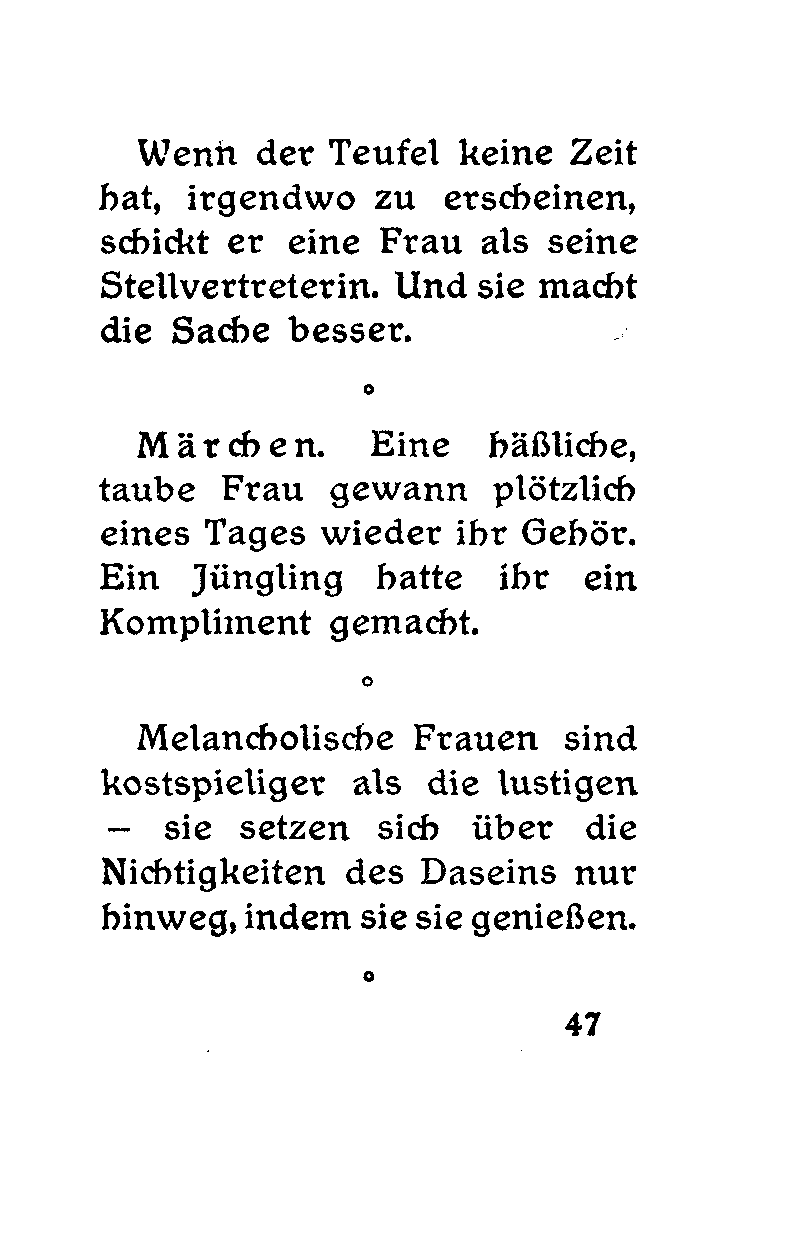 Wenn der Teufel keine Zeit
hat, irgendwo zu erscheinen,
schickt er eine Frau als seine
Stellvertreterin. Und sie macht
die Sache besser.
°
Märchen. Eine häßliche,
taube Frau gewann plötzlich
eines Tages wieder ihr Gehör.
Ein Jüngling hatte ihr ein
Kompliment gemacht.
°
Melancholische Frauen sind
kostspieliger als die lustigen
— sie setzen sich über die
Nichtigkeiten des Daseins nur
hinweg, indem sie sie genießen.
°
47